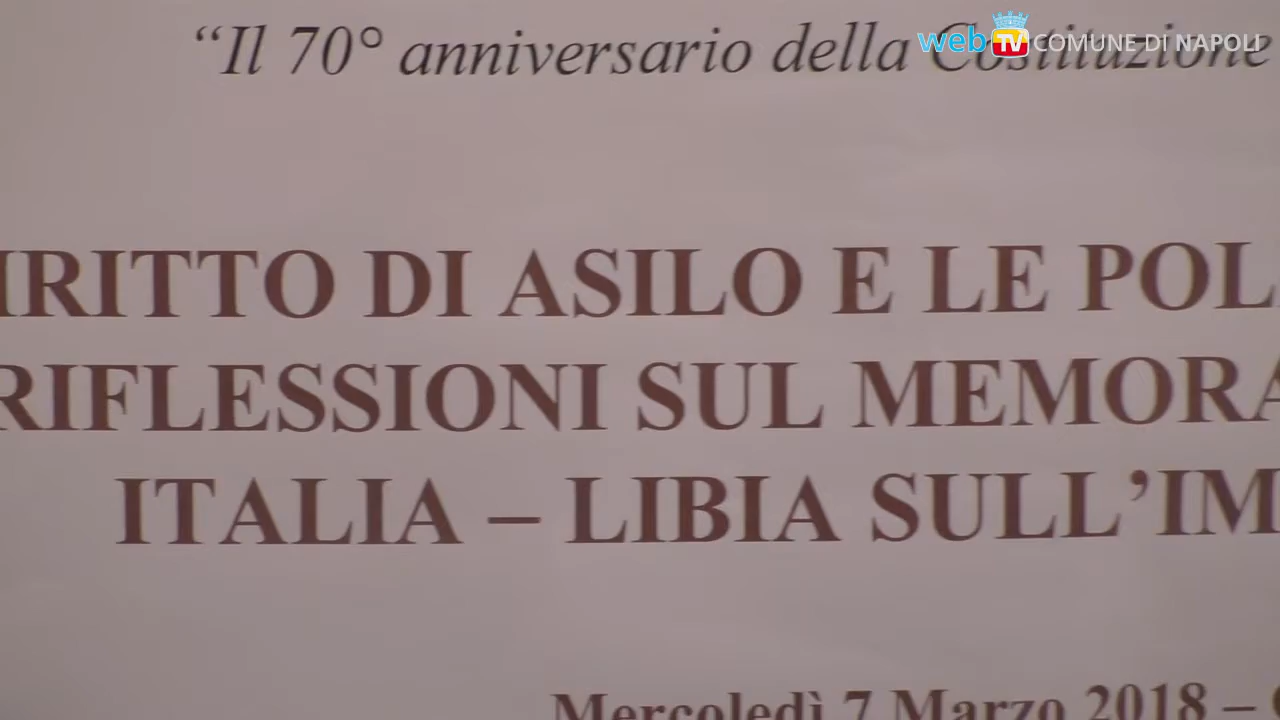 “Il 70° anniversario della Costituzione
web TV COMUNE DI NAPOLI
IRITTO DI ASILO E LE POL
RIFLESSIONI SUL MEMORA
ITALIA – LIBIA SULL’IM
Mercoledì 7 Marzo 2018 –